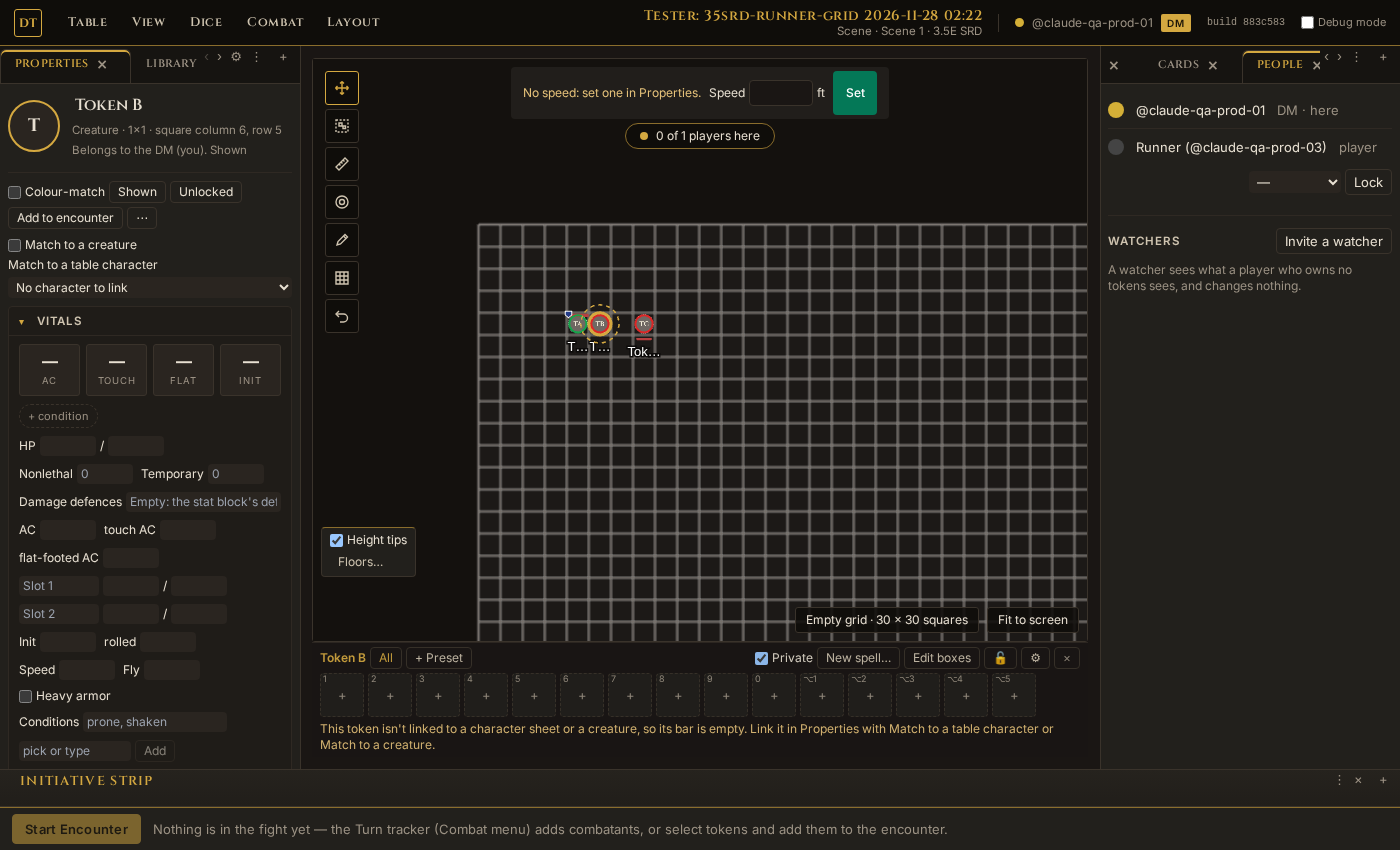 DT
TABLE VIEW DICE COMBAT LAYOUT
TESTER: 35SRD-RUNNER-GRID 2026-11-28 02:22
Scene · Scene 1 · 3.5E SRD
@claude-qa-prod-01 DM
build 883c583
Debug mode
PROPERTIES ×
LIBRARY
T
TOKEN B
Creature · 1×1 · square column 6, row 5
Belongs to the DM (you). Shown
Colour-match Shown Unlocked
Add to encounter ···
Match to a creature
Match to a table character
No character to link
VITALS
— — — —
AC TOUCH FLAT INIT
+ condition
HP /
Nonlethal 0 Temporary 0
Damage defences Empty: the stat block's def
AC touch AC
flat-footed AC
Slot 1 /
Slot 2 /
Init rolled
Speed Fly
Heavy armor
Conditions prone, shaken
pick or type Add
No speed: set one in Properties. Speed ft Set
0 of 1 players here
TA TB TC
T... T... Tok...
Height tips
Floors...
Empty grid · 30 × 30 squares
Fit to screen
Token B All + Preset
Private New spell... Edit boxes ×
1 2 3 4 5 6 7 8 9 0 ⌥1 ⌥2 ⌥3 ⌥4 ⌥5
+ + + + + + + + + + + + + + +
This token isn't linked to a character sheet or a creature, so its bar is empty. Link it in Properties with Match to a table character or
Match to a creature.
× CARDS × PEOPLE ×
@claude-qa-prod-01 DM · here
Runner (@claude-qa-prod-03) player
— Lock
WATCHERS Invite a watcher
A watcher sees what a player who owns no
tokens sees, and changes nothing.
INITIATIVE STRIP
Start Encounter
Nothing is in the fight yet — the Turn tracker (Combat menu) adds combatants, or select tokens and add them to the encounter.